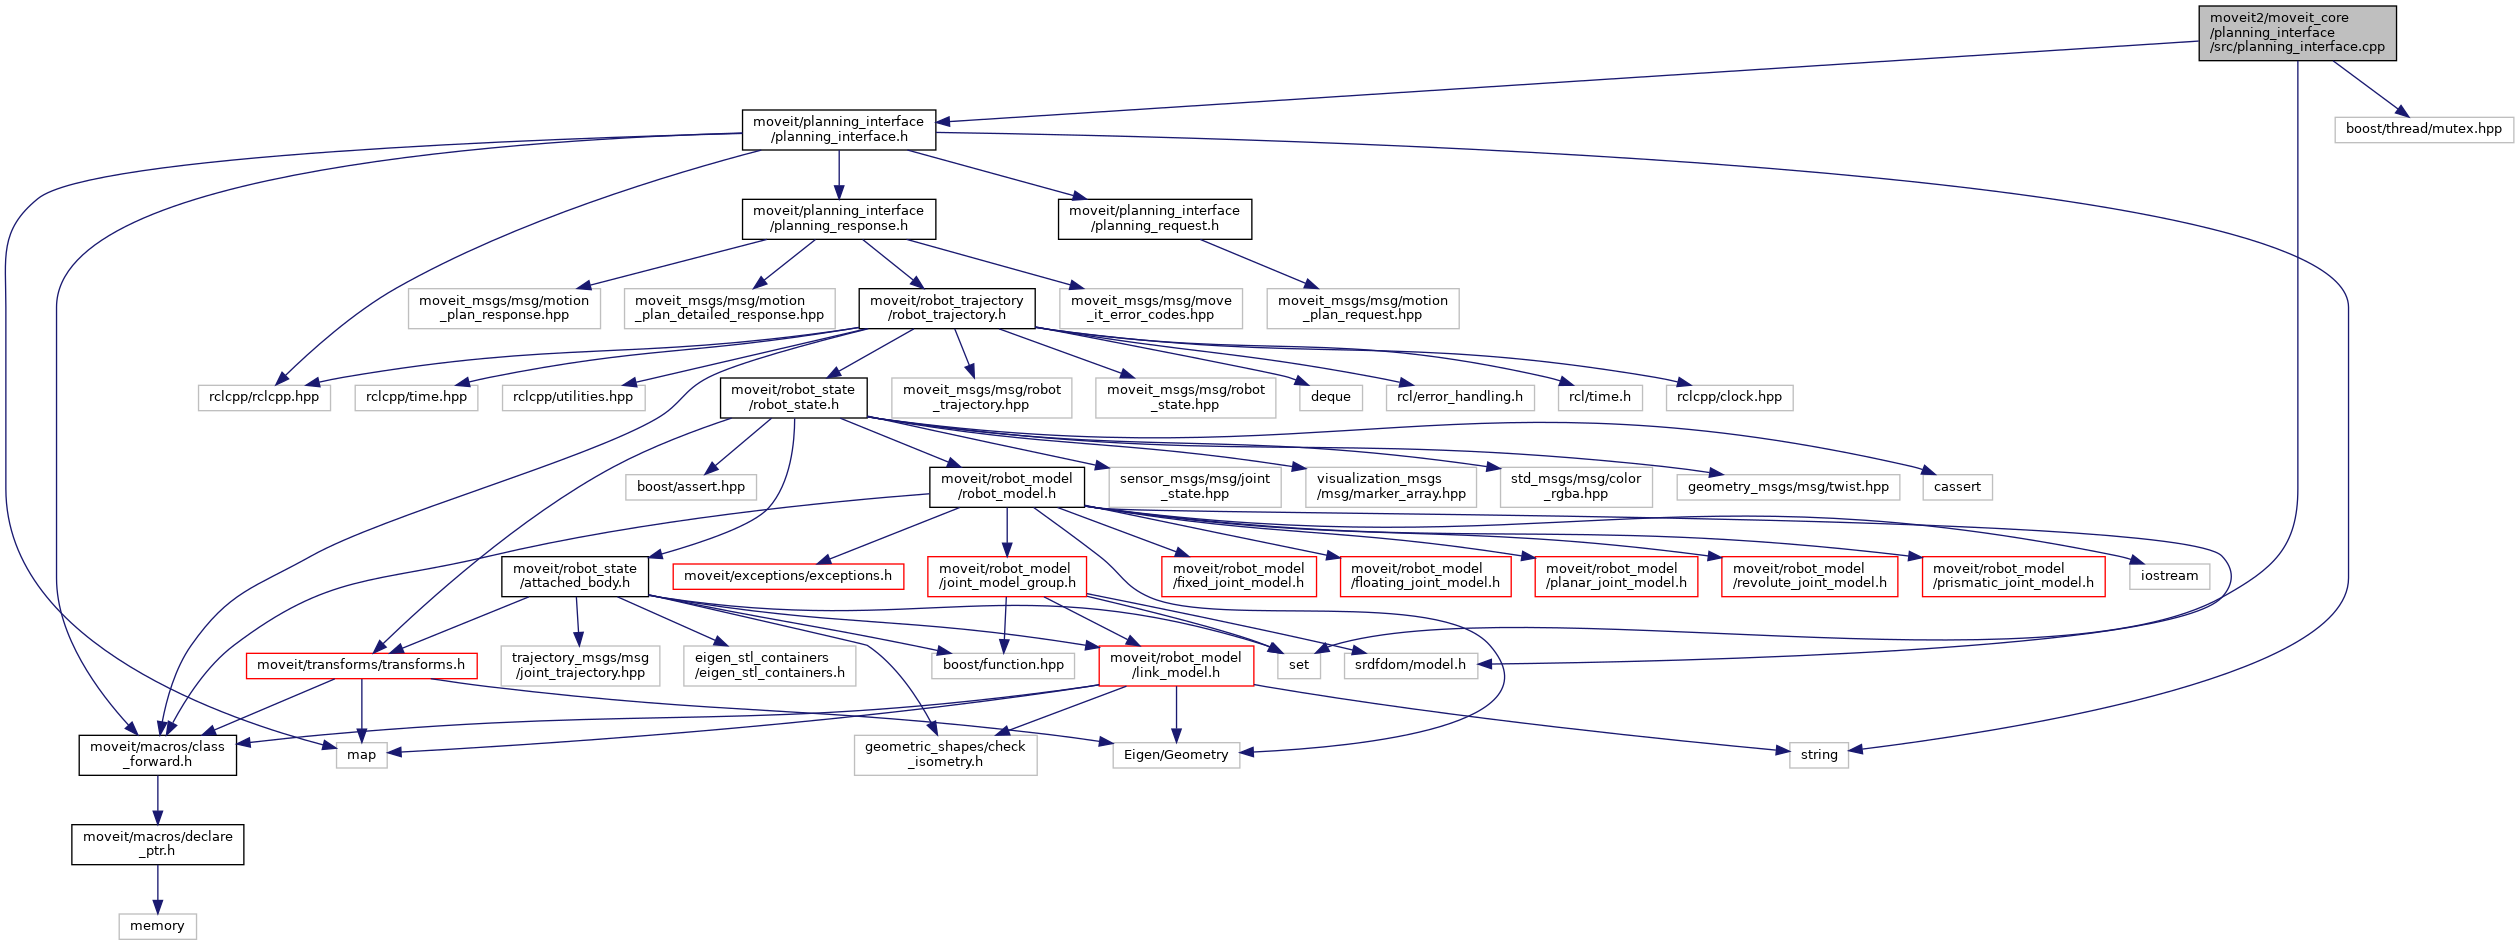 moveit2/moveit_core
/planning_interface
/src/planning_interface.cpp
moveit/planning_interface
/planning_interface.h
boost/thread/mutex.hpp
moveit/planning_interface
/planning_response.h
moveit/planning_interface
/planning_request.h
moveit_msgs/msg/motion
_plan_response.hpp
moveit_msgs/msg/motion
_plan_detailed_response.hpp
moveit/robot_trajectory
/robot_trajectory.h
moveit_msgs/msg/move
_it_error_codes.hpp
moveit_msgs/msg/motion
_plan_request.hpp
rclcpp/rclcpp.hpp
rclcpp/time.hpp
rclcpp/utilities.hpp
moveit/robot_state
/robot_state.h
moveit_msgs/msg/robot
_trajectory.hpp
moveit_msgs/msg/robot
_state.hpp
deque
rcl/error_handling.h
rcl/time.h
rclcpp/clock.hpp
boost/assert.hpp
moveit/robot_model
/robot_model.h
sensor_msgs/msg/joint
_state.hpp
visualization_msgs
/msg/marker_array.hpp
std_msgs/msg/color
_rgba.hpp
geometry_msgs/msg/twist.hpp
cassert
moveit/robot_state
/attached_body.h
moveit/exceptions/exceptions.h
moveit/robot_model
/joint_model_group.h
moveit/robot_model
/fixed_joint_model.h
moveit/robot_model
/floating_joint_model.h
moveit/robot_model
/planar_joint_model.h
moveit/robot_model
/revolute_joint_model.h
moveit/robot_model
/prismatic_joint_model.h
iostream
moveit/transforms/transforms.h
trajectory_msgs/msg
/joint_trajectory.hpp
eigen_stl_containers
/eigen_stl_containers.h
boost/function.hpp
moveit/robot_model
/link_model.h
set
srdfdom/model.h
moveit/macros/class
_forward.h
map
geometric_shapes/check
_isometry.h
Eigen/Geometry
string
moveit/macros/declare
_ptr.h
memory